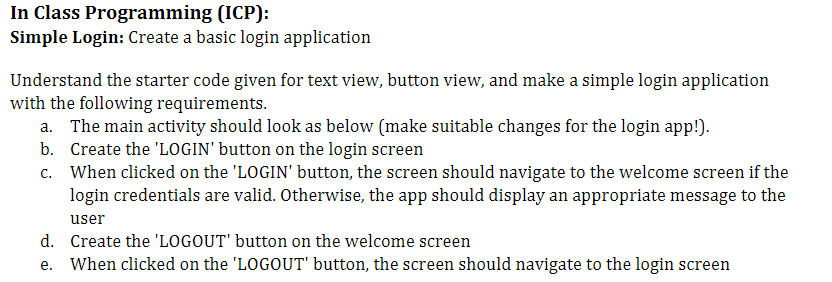 In Class Programming (ICP):
Simple Login: Create a basic login application
Understand the starter code given for text view, button view, and make a simple login application
with the following requirements.
a. The main activity should look as below (make suitable changes for the login app!).
b. Create the 'LOGIN' button on the login screen
c. When clicked on the 'LOGIN' button, the screen should navigate to the welcome screen if the
login credentials are valid. Otherwise, the app should display an appropriate message to the
user
d. Create the 'LOGOUT' button on the welcome screen
e. When clicked on the 'LOGOUT' button, the screen should navigate to the login screen